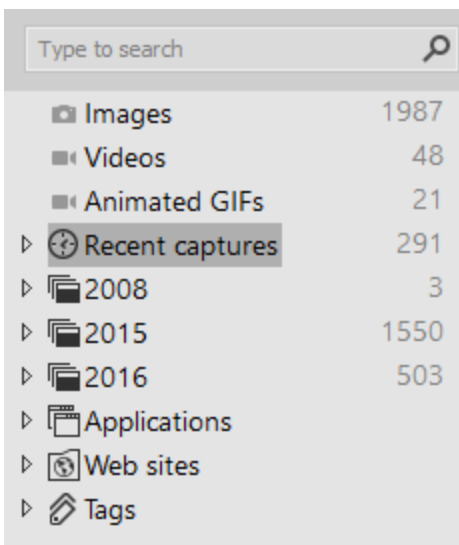 Type to search
Images 1987
Videos 48
Animated GIFs 21
Recent captures 291
2008 3
2015 1550
2016 503
Applications
Web sites
Tags